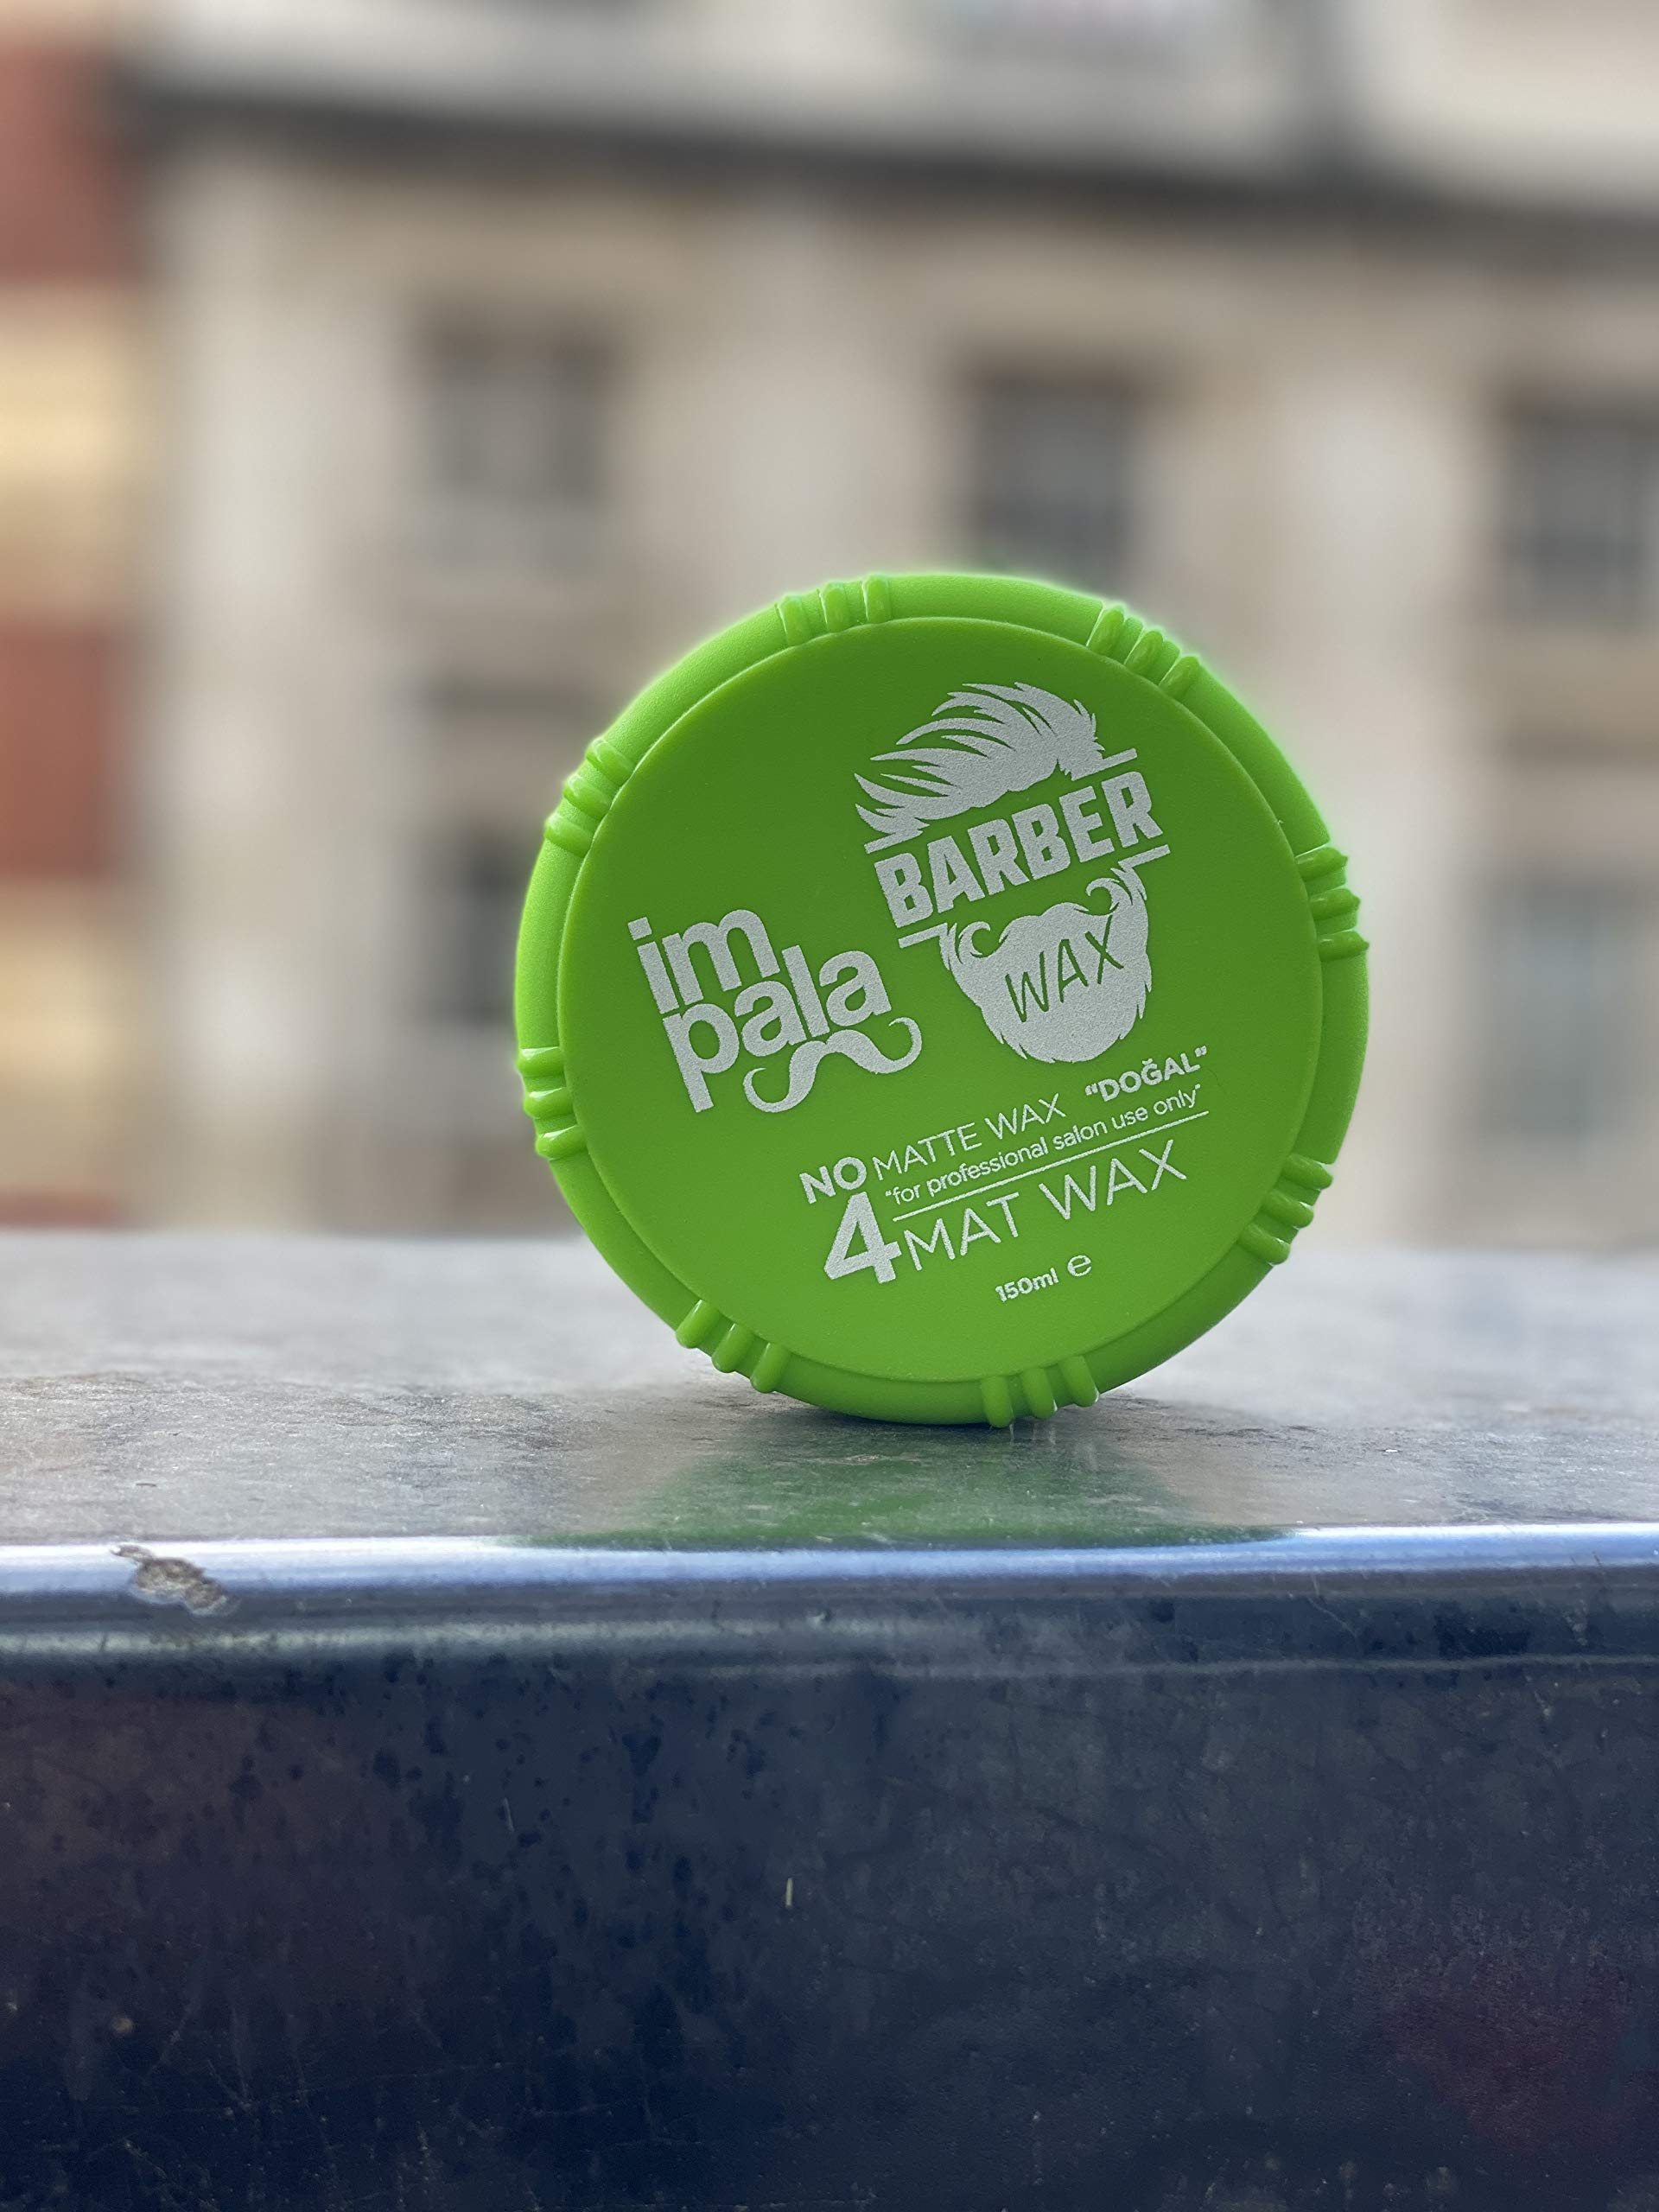 im
pala
BARBER
WAX
NO MATTE WAX "DOĞAL"
"for professional salon use only"
4 MAT WAX
150ml ℮